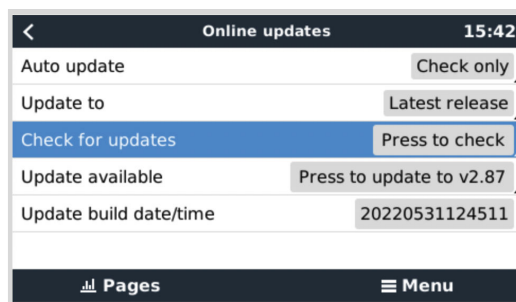 Online updates 15:42
Auto update Check only
Update to Latest release
Check for updates Press to check
Update available Press to update to v2.87
Update build date/time 20220531124511
Pages Menu